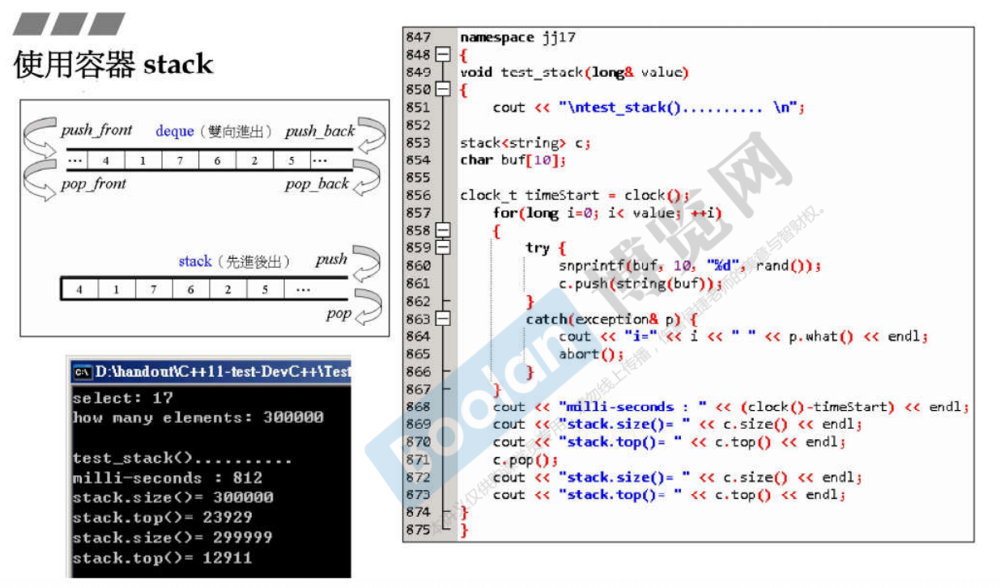 使用容器 stack
push_front deque（雙向進出） push_back
… 4 1 7 6 2 5 …
pop_front pop_back
stack（先進後出） push
4 1 7 6 2 5 …
pop
D:\handout\C++11-test-DevC++\Test
select: 17
how many elements: 300000
test_stack()..........
milli-seconds : 812
stack.size()= 300000
stack.top()= 23929
stack.size()= 299999
stack.top()= 12911
847 namespace jj17
848 {
849 void test_stack(long& value)
850 {
851 cout << "\ntest_stack().......... \n";
852
853 stack<string> c;
854 char buf[10];
855
856 clock_t timeStart = clock();
857 for(long i=0; i< value; ++i)
858 {
859 try {
860 snprintf(buf, 10, "%d", rand());
861 c.push(string(buf));
862 }
863 catch(exception& p) {
864 cout << "i=" << i << " " << p.what() << endl;
865 abort();
866 }
867 }
868 cout << "milli-seconds : " << (clock()-timeStart) << endl;
869 cout << "stack.size()= " << c.size() << endl;
870 cout << "stack.top()= " << c.top() << endl;
871 c.pop();
872 cout << "stack.size()= " << c.size() << endl;
873 cout << "stack.top()= " << c.top() << endl;
874 }
875 }
Boolan 博览网